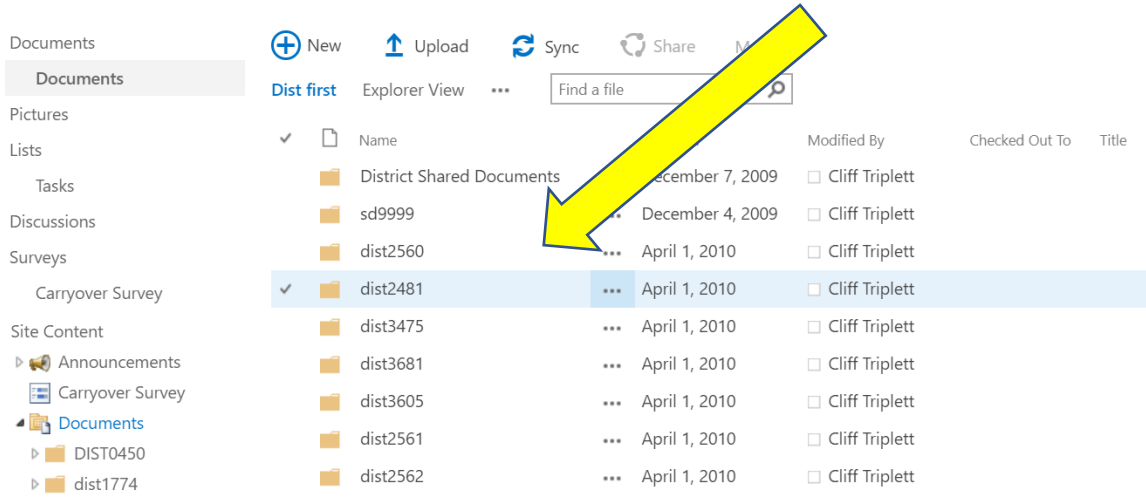 Documents
Documents
Pictures
Lists
Tasks
Discussions
Surveys
Carryover Survey
Site Content
Announcements
Carryover Survey
Documents
DIST0450
dist1774
New Upload Sync Share
Dist first Explorer View ...
Find a file
Name Modified By Checked Out To Title
District Shared Documents December 7, 2009 Cliff Triplett
sd9999 ... December 4, 2009 Cliff Triplett
dist2560 ... April 1, 2010 Cliff Triplett
dist2481 ... April 1, 2010 Cliff Triplett
dist3475 ... April 1, 2010 Cliff Triplett
dist3681 ... April 1, 2010 Cliff Triplett
dist3605 ... April 1, 2010 Cliff Triplett
dist2561 ... April 1, 2010 Cliff Triplett
dist2562 ... April 1, 2010 Cliff Triplett